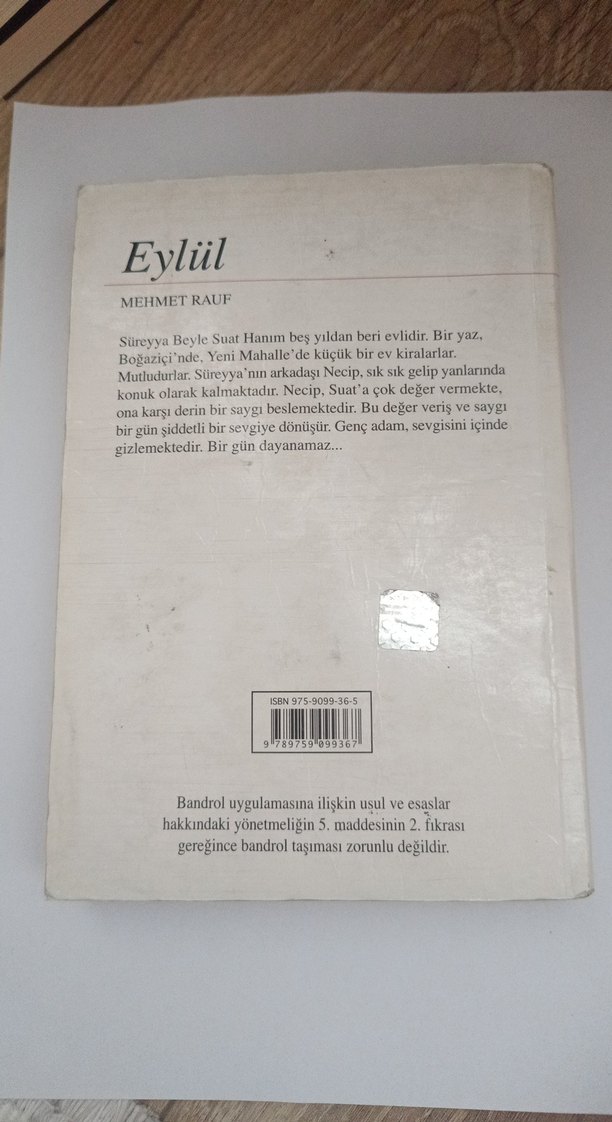 Eylül
MEHMET RAUF
Süreyya Beyle Suat Hanım beş yıldan beri evlidir. Bir yaz,
Boğaziçi'nde, Yeni Mahalle'de küçük bir ev kiralarlar.
Mutludurlar. Süreyya'nın arkadaşı Necip, sık sık gelip yanlarında
konuk olarak kalmaktadır. Necip, Suat'a çok değer vermekte,
ona karşı derin bir saygı beslemektedir. Bu değer veriş ve saygı
bir gün şiddetli bir sevgiye dönüşür. Genç adam, sevgisini içinde
gizlemektedir. Bir gün dayanamaz...
ISBN 975-9099-36-5
9 789759 099367
Bandrol uygulamasına ilişkin usul ve esaslar
hakkındaki yönetmeliğin 5. maddesinin 2. fıkrası
gereğince bandrol taşıması zorunlu değildir.